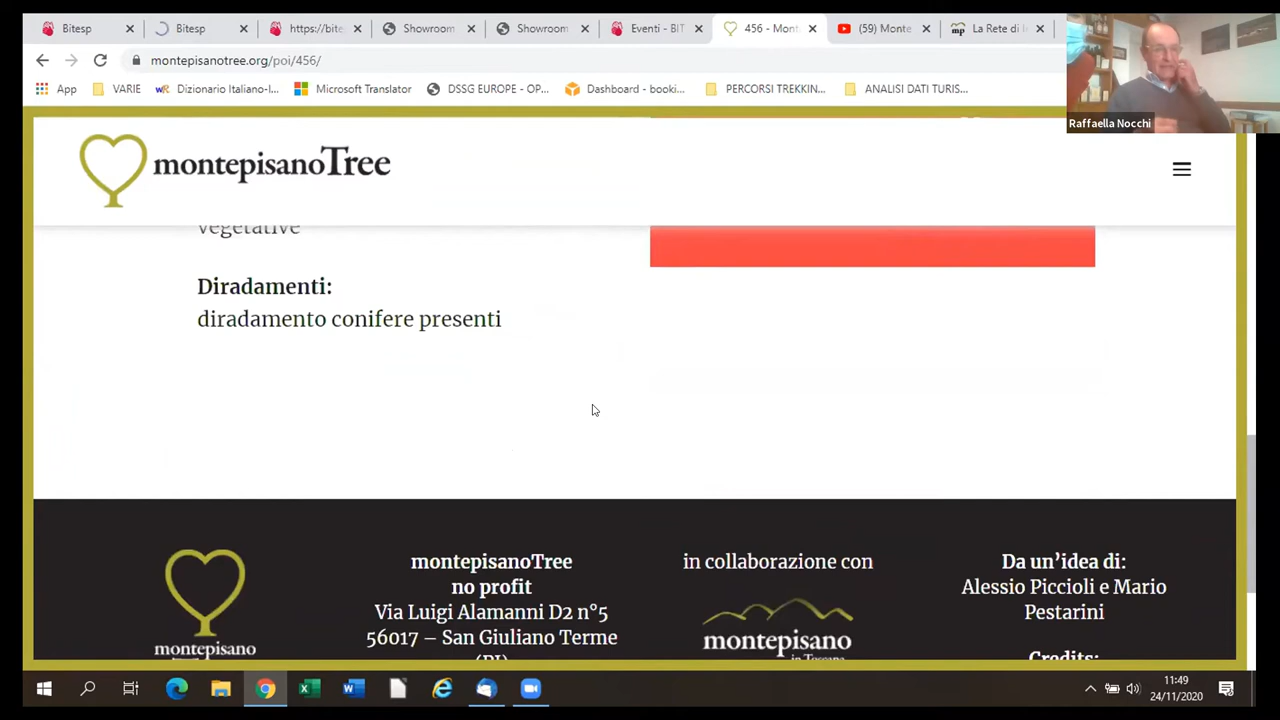 Bitesp
Bitesp
https://bite
Showroom
Showroom
Eventi - BIT
456 - Mont
(59) Monte
La Rete di I
montepisanotree.org/poi/456/
App
VARIE
Dizionario Italiano-I...
Microsoft Translator
DSSG EUROPE - OP...
Dashboard - booki...
PERCORSI TREKKIN...
ANALISI DATI TURIS...
Raffaella Nocchi
montepisanoTree
vegetative
Diradamenti:
diradamento conifere presenti
montepisano
montepisanoTree
no profit
Via Luigi Alamanni D2 n°5
56017 – San Giuliano Terme
(PI)
in collaborazione con
montepisano
in Toscana
Da un'idea di:
Alessio Piccioli e Mario
Pestarini
Credits:
11:49
24/11/2020